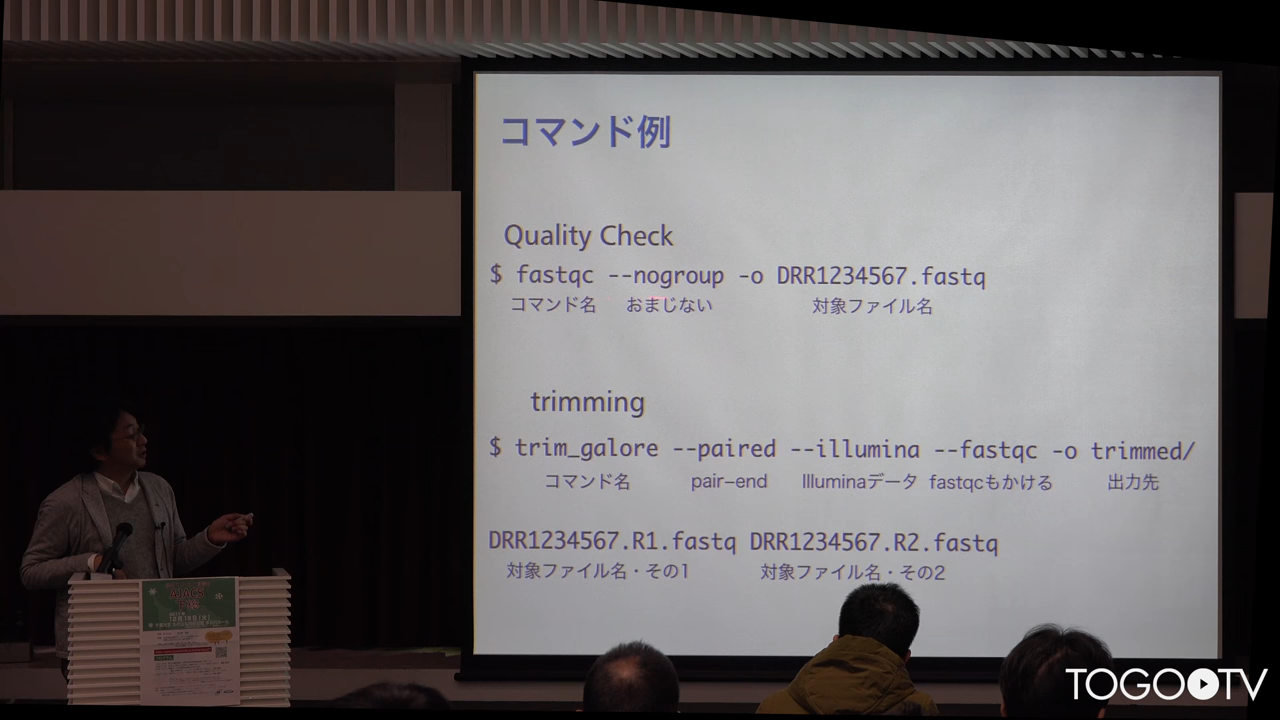 コマンド例
Quality Check
$ fastqc --nogroup -o DRR1234567.fastq
コマンド名 おまじない 対象ファイル名
trimming
$ trim_galore --paired --illumina --fastqc -o trimmed/
コマンド名 pair-end Illuminaデータ fastqcもかける 出力先
DRR1234567.R1.fastq DRR1234567.R2.fastq
対象ファイル名・その1 対象ファイル名・その2
AJACS
TOGOTV